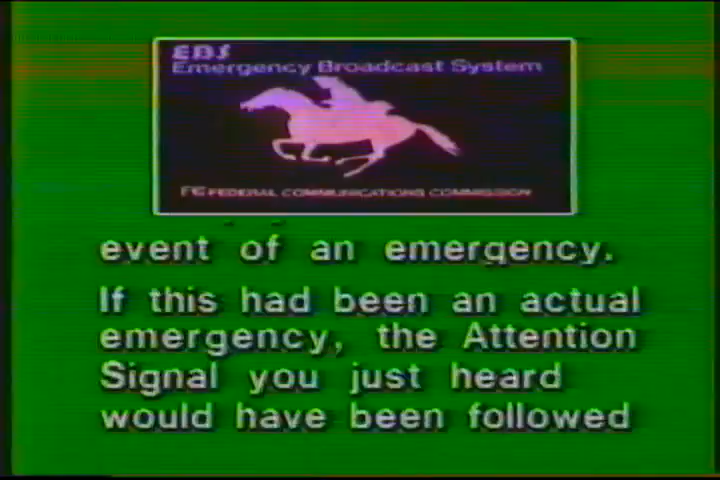 EBS
Emergency Broadcast System
FEDERAL COMMUNICATIONS COMMISSION
event of an emergency.
If this had been an actual
emergency, the Attention
Signal you just heard
would have been followed